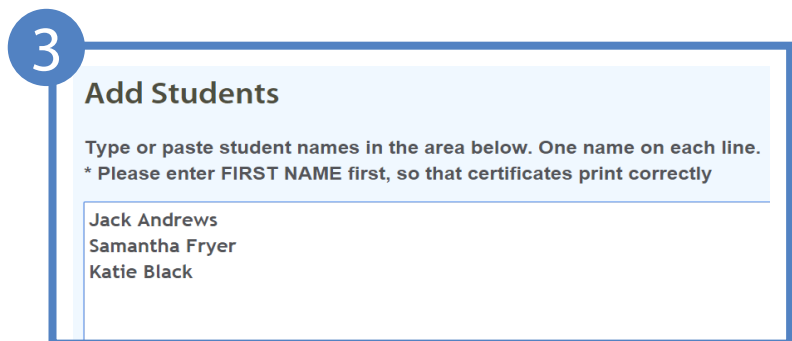 3
Add Students
Type or paste student names in the area below. One name on each line.
* Please enter FIRST NAME first, so that certificates print correctly
Jack Andrews
Samantha Fryer
Katie Black